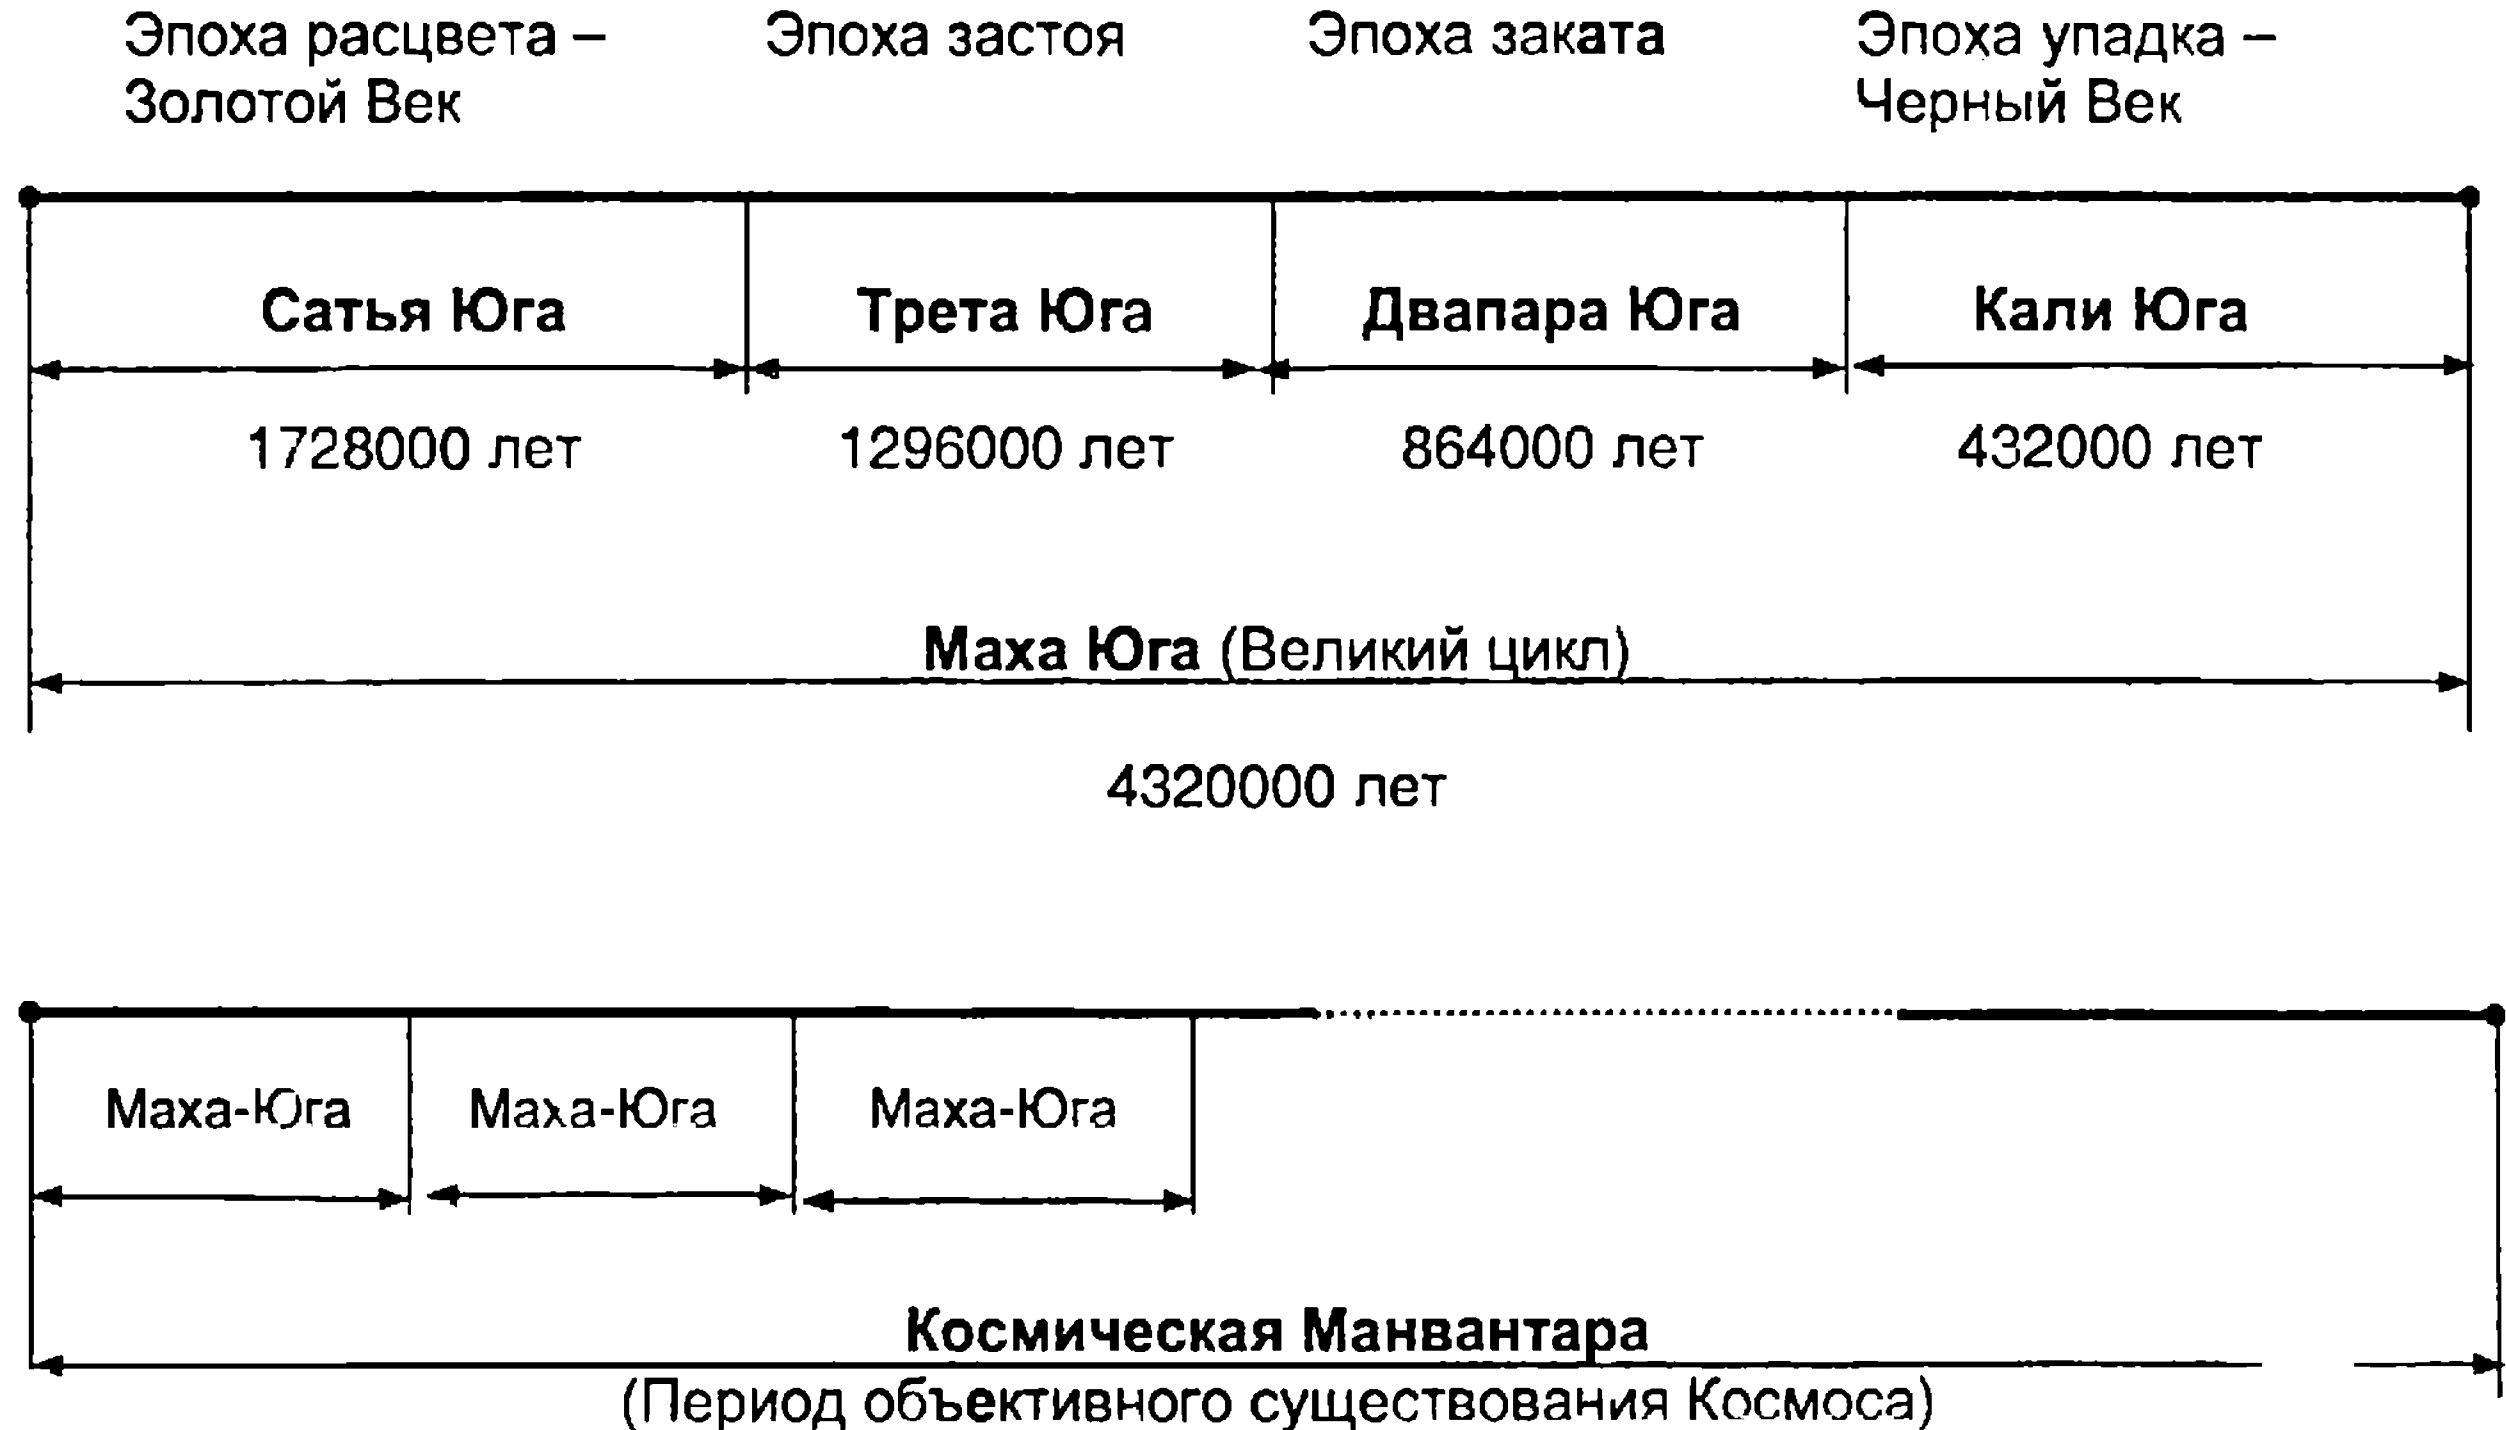 Эпоха расцвета –
Золотой Век
Эпоха застоя
Эпоха заката
Эпоха упадка –
Черный Век
Сатья Юга
Трета Юга
Двапара Юга
Кали Юга
1728000 лет
1296000 лет
864000 лет
432000 лет
Маха Юга (Великий цикл)
4320000 лет
Маха-Юга
Маха-Юга
Маха-Юга
Космическая Манвантара
(Период объективного существования Космоса)